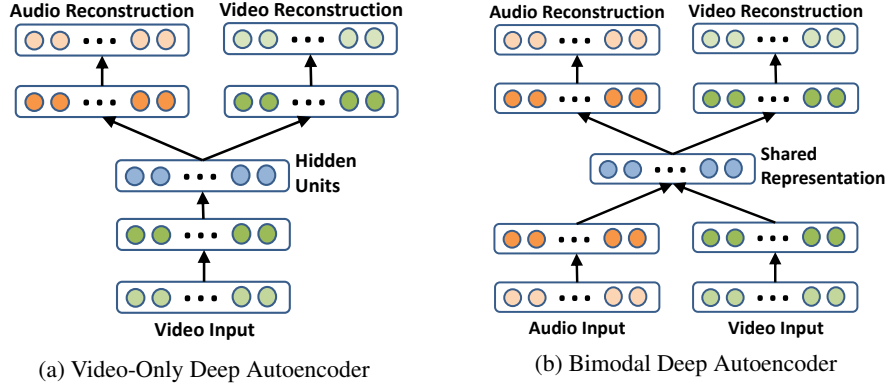 Audio Reconstruction Video Reconstruction
Hidden
Units
Video Input
(a) Video-Only Deep Autoencoder
Audio Reconstruction Video Reconstruction
Shared
Representation
Audio Input Video Input
(b) Bimodal Deep Autoencoder